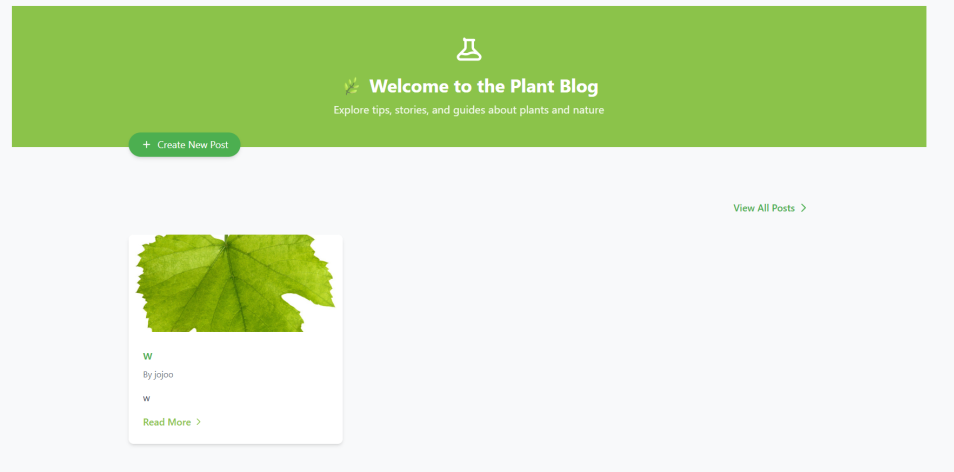 🌿 Welcome to the Plant Blog
Explore tips, stories, and guides about plants and nature
+ Create New Post
View All Posts >
w
By jojoo
w
Read More >